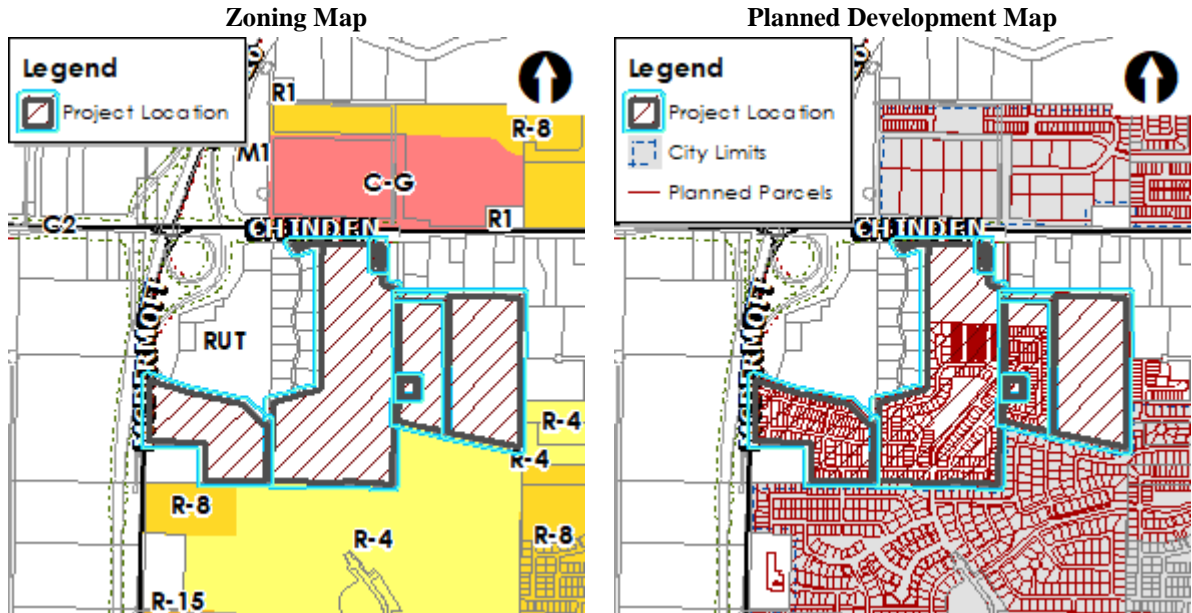 Zoning Map
Legend
Project Location
R1
R-8
M1
C-G
R1
C2
CHINDEN
RUT
R-4
R-4
R-8
R-4
R-8
R-15
Planned Development Map
Legend
Project Location
City Limits
Planned Parcels
CHINDEN